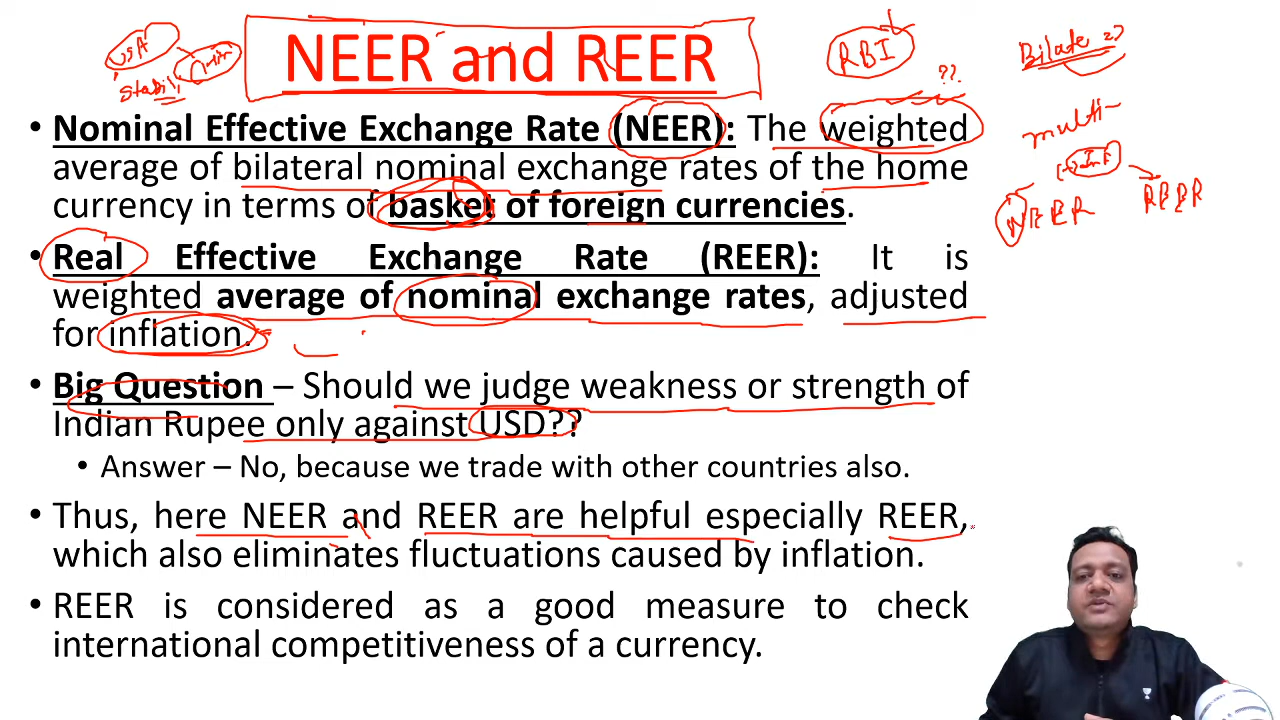 NEER and REER
USA
stabili
RBI
??
Bilate
multi-
NEER
REER
• Nominal Effective Exchange Rate (NEER): The weighted
average of bilateral nominal exchange rates of the home
currency in terms of basket of foreign currencies.
• Real Effective Exchange Rate (REER): It is
weighted average of nominal exchange rates, adjusted
for inflation.
• Big Question – Should we judge weakness or strength of
Indian Rupee only against USD??
• Answer – No, because we trade with other countries also.
• Thus, here NEER and REER are helpful especially REER,
which also eliminates fluctuations caused by inflation.
• REER is considered as a good measure to check
international competitiveness of a currency.